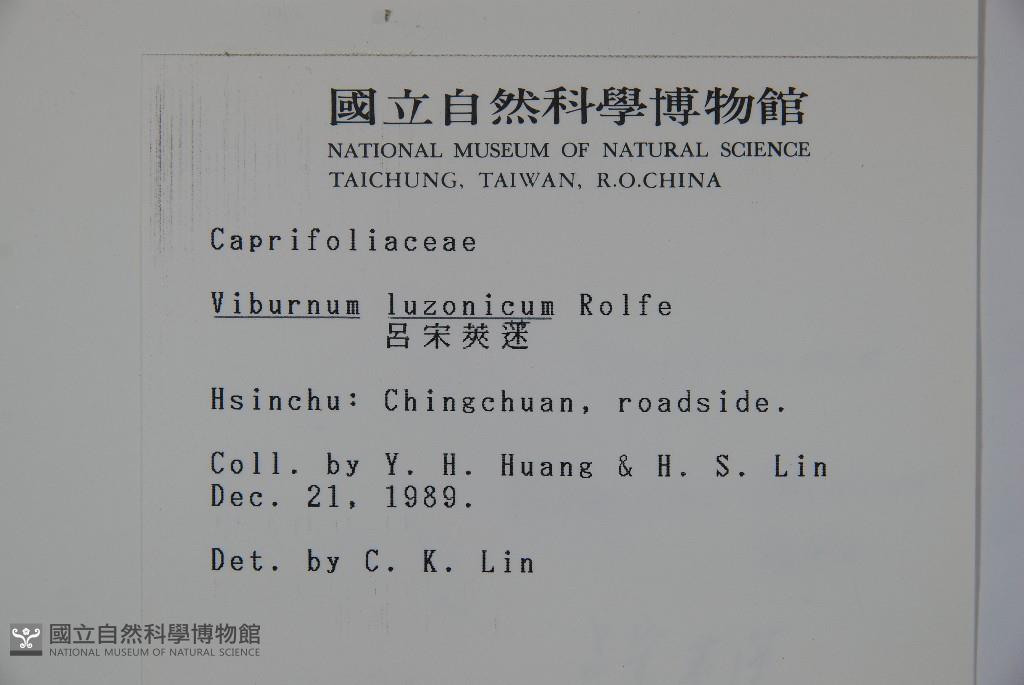 國立自然科學博物館
NATIONAL MUSEUM OF NATURAL SCIENCE
TAICHUNG, TAIWAN, R.O.CHINA
Caprifoliaceae
Viburnum luzonicum Rolfe
呂宋莢蒾
Hsinchu: Chingchuan, roadside.
Coll. by Y. H. Huang & H. S. Lin
Dec. 21, 1989.
Det. by C. K. Lin
國立自然科學博物館
NATIONAL MUSEUM OF NATURAL SCIENCE